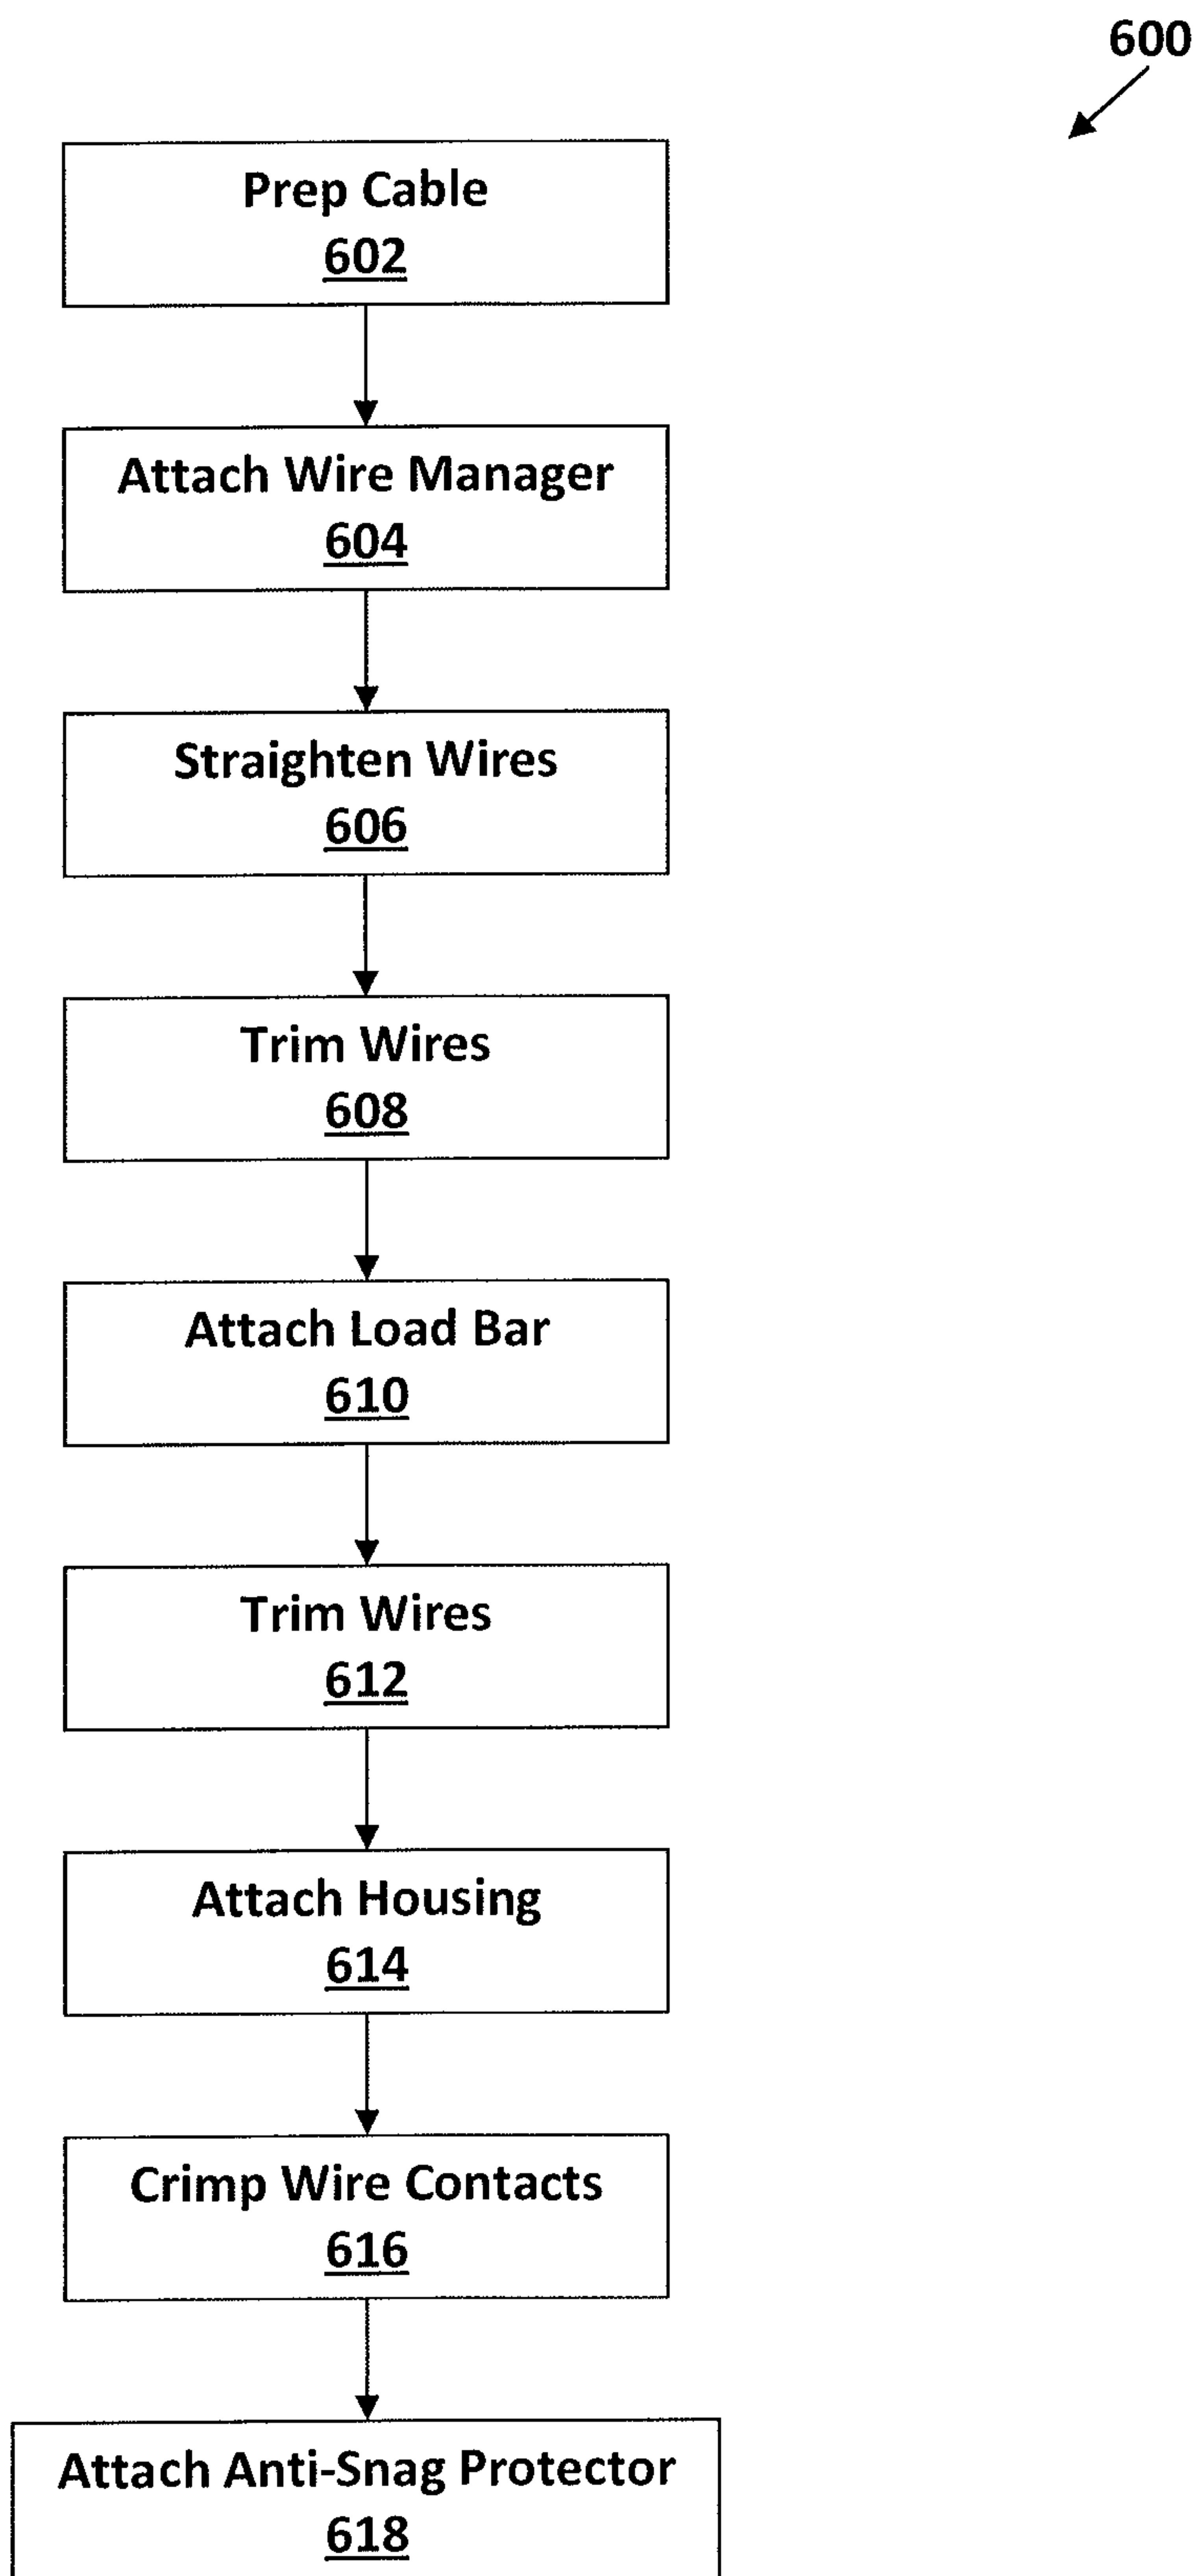 600
Prep Cable
602
Attach Wire Manager
604
Straighten Wires
606
Trim Wires
608
Attach Load Bar
610
Trim Wires
612
Attach Housing
614
Crimp Wire Contacts
616
Attach Anti-Snag Protector
618